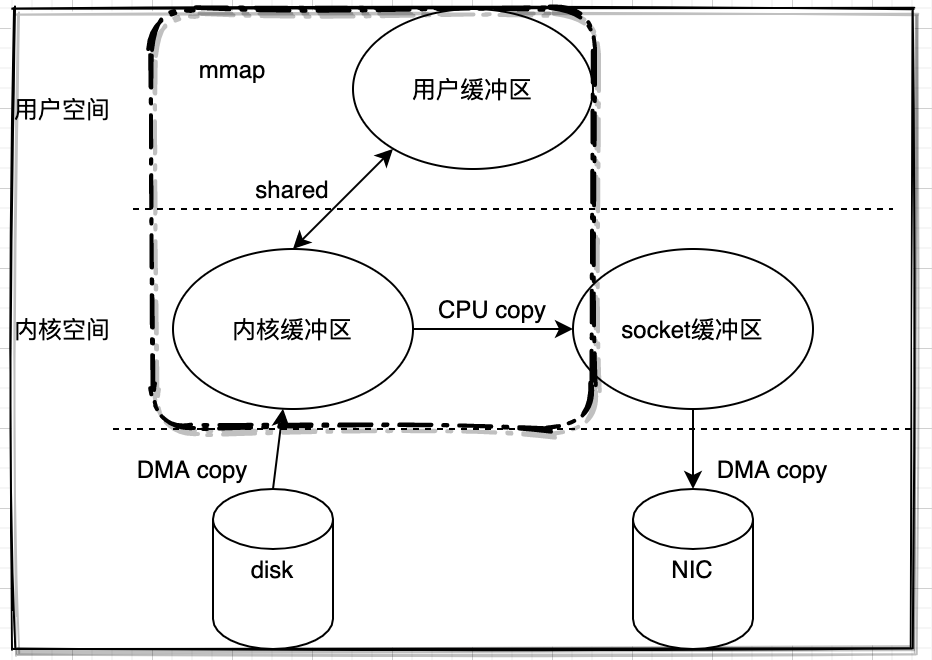 mmap
用户缓冲区
用户空间
shared
内核空间
内核缓冲区
CPU copy
socket缓冲区
DMA copy
DMA copy
disk
NIC